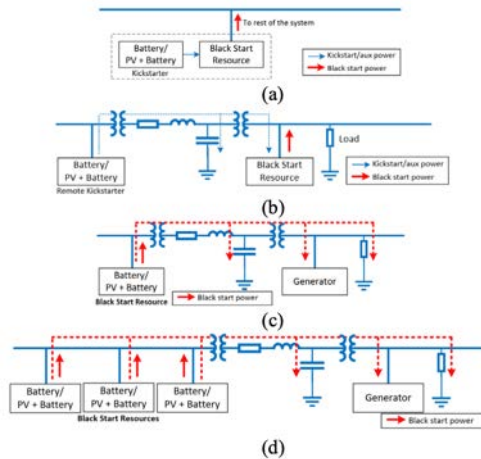 To rest of the system
Battery/
PV + Battery
Black Start
Resource
Kickstarter
Kickstart/aux power
Black start power
(a)
Load
Battery/
PV + Battery
Remote Kickstarter
Black Start
Resource
Kickstart/aux power
Black start power
(b)
Battery/
PV + Battery
Black Start Resource
Black start power
Generator
(c)
Battery/
PV + Battery
Battery/
PV + Battery
Battery/
PV + Battery
Black Start Resources
Generator
Black start power
(d)